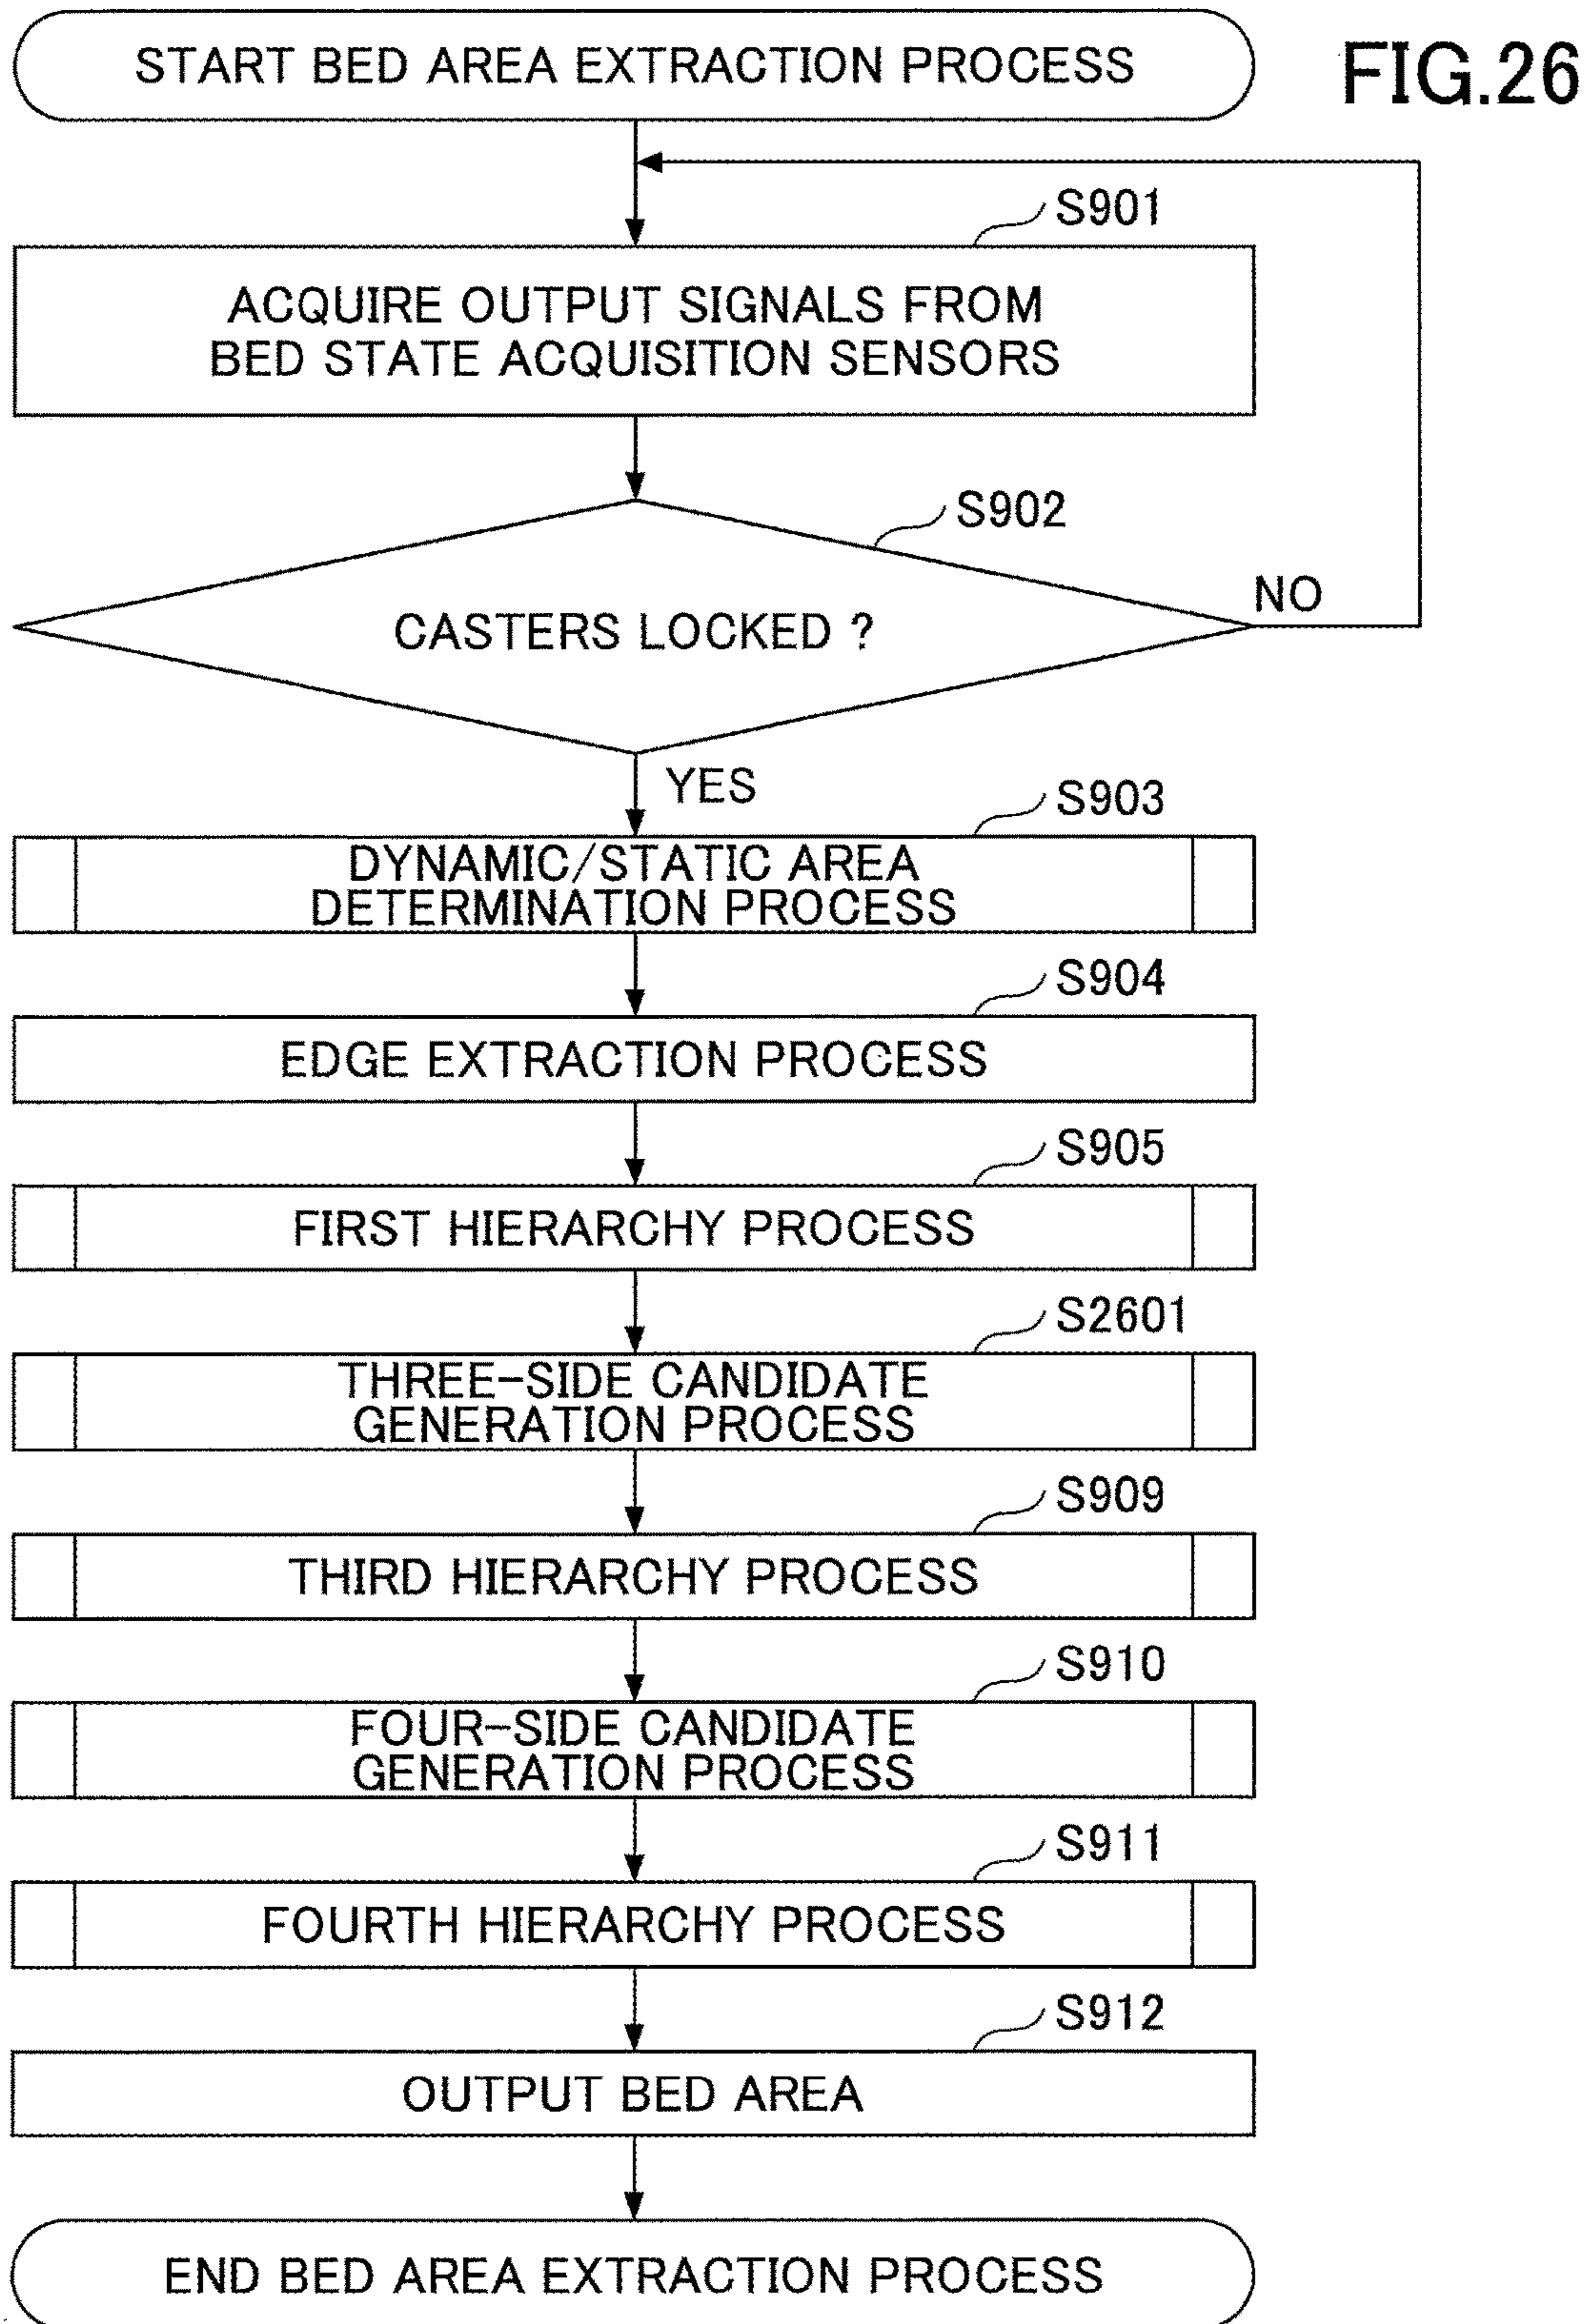 START BED AREA EXTRACTION PROCESS
FIG.26
S901
ACQUIRE OUTPUT SIGNALS FROM
BED STATE ACQUISITION SENSORS
S902
CASTERS LOCKED ?
NO
YES
S903
DYNAMIC/STATIC AREA
DETERMINATION PROCESS
S904
EDGE EXTRACTION PROCESS
S905
FIRST HIERARCHY PROCESS
S2601
THREE-SIDE CANDIDATE
GENERATION PROCESS
S909
THIRD HIERARCHY PROCESS
S910
FOUR-SIDE CANDIDATE
GENERATION PROCESS
S911
FOURTH HIERARCHY PROCESS
S912
OUTPUT BED AREA
END BED AREA EXTRACTION PROCESS